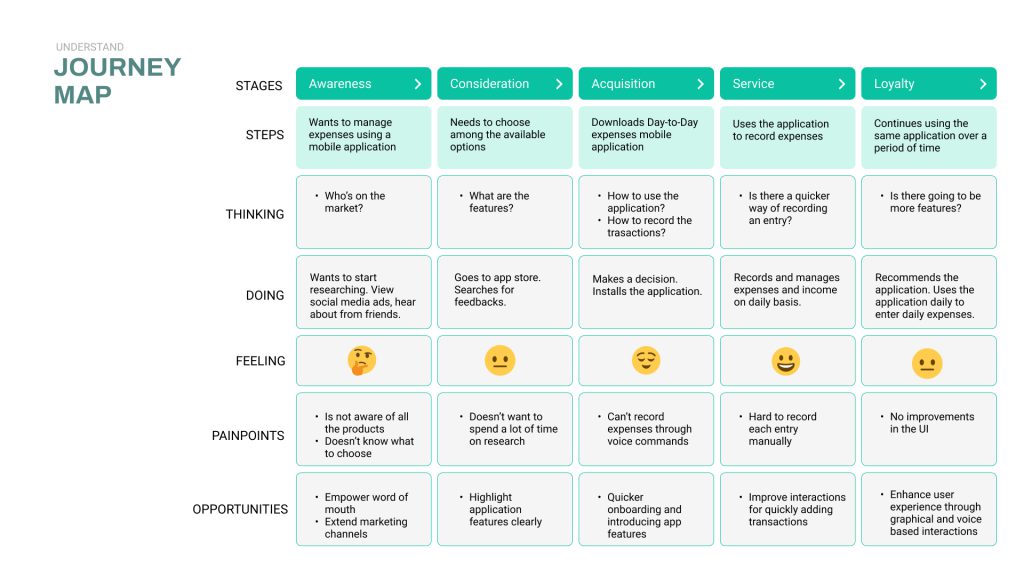 UNDERSTAND
JOURNEY
MAP
STAGES
Awareness
Consideration
Acquisition
Service
Loyalty
STEPS
Wants to manage
expenses using a
mobile application
Needs to choose
among the available
options
Downloads Day-to-Day
expenses mobile
application
Uses the application
to record expenses
Continues using the
same application over a
period of time
THINKING
• Who's on the
market?
• What are the
features?
• How to use the
application?
• How to record the
trasactions?
• Is there a quicker
way of recording
an entry?
• Is there going to be
more features?
DOING
Wants to start
researching. View
social media ads, hear
about from friends.
Goes to app store.
Searches for
feedbacks.
Makes a decision.
Installs the application.
Records and manages
expenses and income
on daily basis.
Recommends the
application. Uses the
application daily to
enter daily expenses.
FEELING
PAINPOINTS
• Is not aware of all
the products
• Doesn't know what
to choose
• Doesn't want to
spend a lot of time
on research
• Can't record
expenses through
voice commands
• Hard to record
each entry
manually
• No improvements
in the UI
OPPORTUNITIES
• Empower word of
mouth
• Extend marketing
channels
• Highlight
application
features clearly
• Quicker
onboarding and
introducing app
features
• Improve interactions
for quickly adding
transactions
• Enhance user
experience through
graphical and voice
based interactions